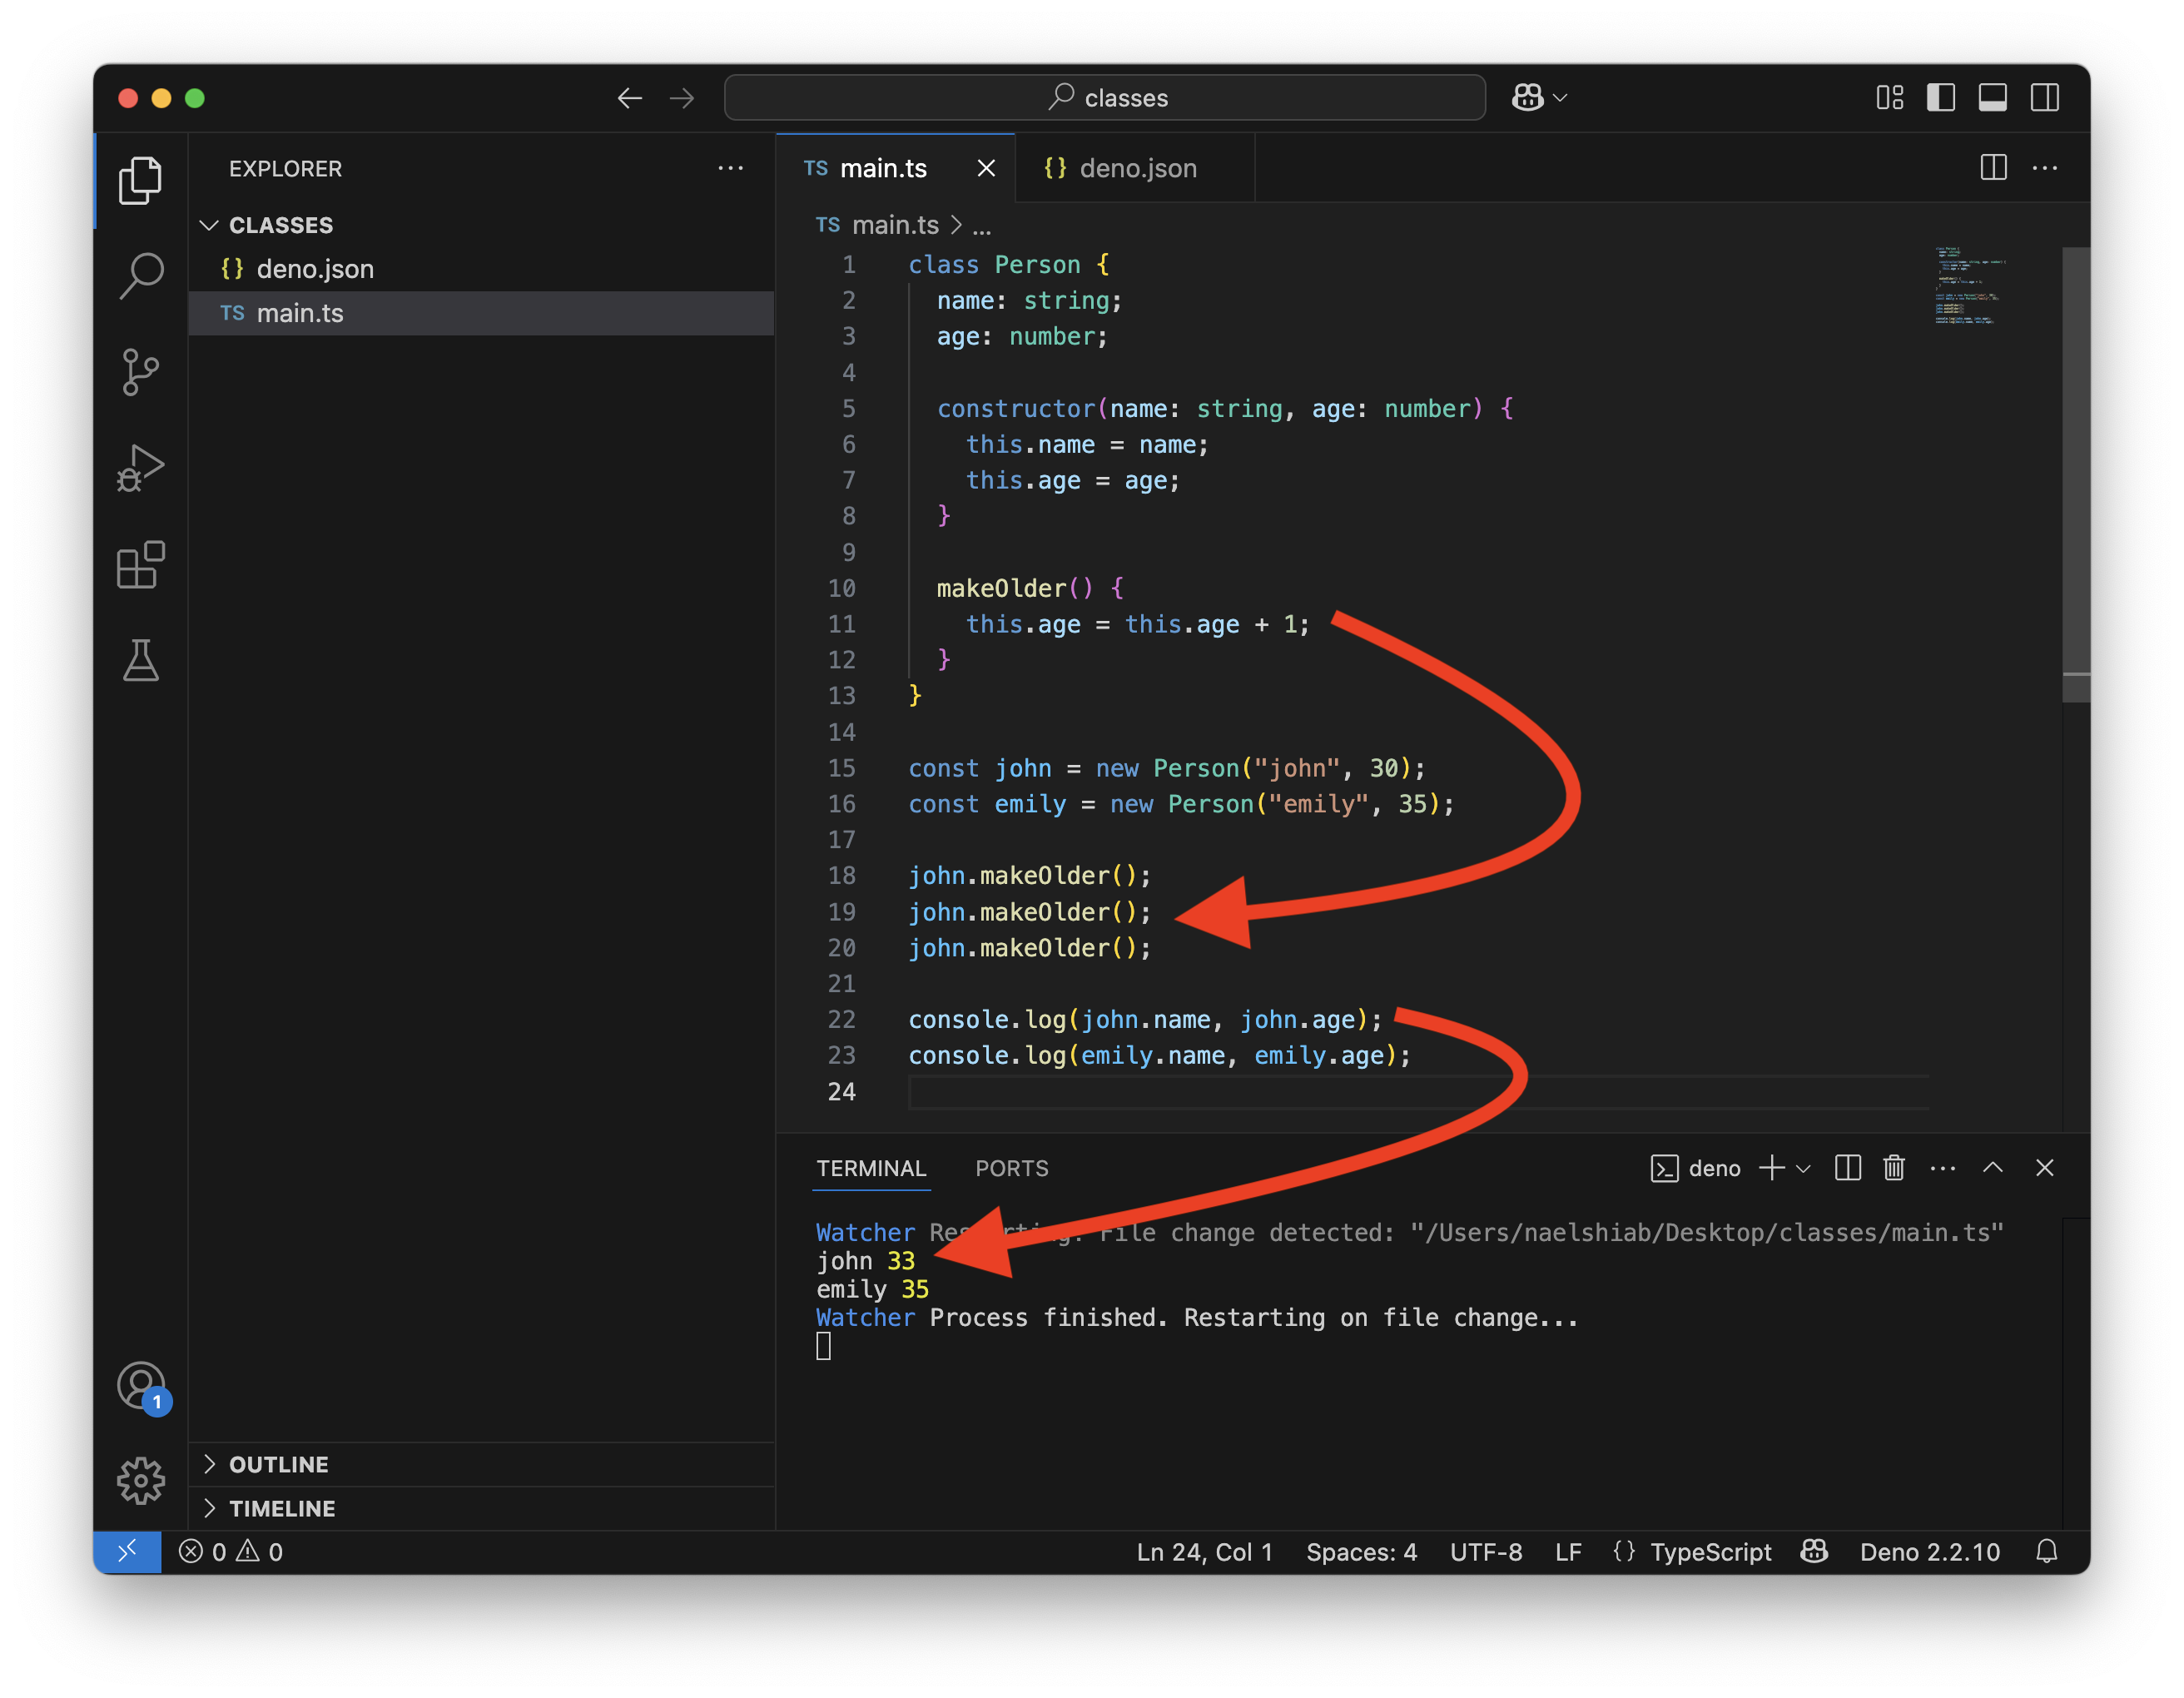 classes
EXPLORER
CLASSES
{} deno.json
TS main.ts
OUTLINE
TIMELINE
TS main.ts
{} deno.json
TS main.ts > ...
1 class Person {
2   name: string;
3   age: number;
4
5   constructor(name: string, age: number) {
6     this.name = name;
7     this.age = age;
8   }
9
10   makeOlder() {
11     this.age = this.age + 1;
12   }
13 }
14
15 const john = new Person("john", 30);
16 const emily = new Person("emily", 35);
17
18 john.makeOlder();
19 john.makeOlder();
20 john.makeOlder();
21
22 console.log(john.name, john.age);
23 console.log(emily.name, emily.age);
24
TERMINAL PORTS
deno
Watcher Restarting! File change detected: "/Users/naelshiab/Desktop/classes/main.ts"
john 33
emily 35
Watcher Process finished. Restarting on file change...
1
0 0
Ln 24, Col 1 Spaces: 4 UTF-8 LF {} TypeScript Deno 2.2.10